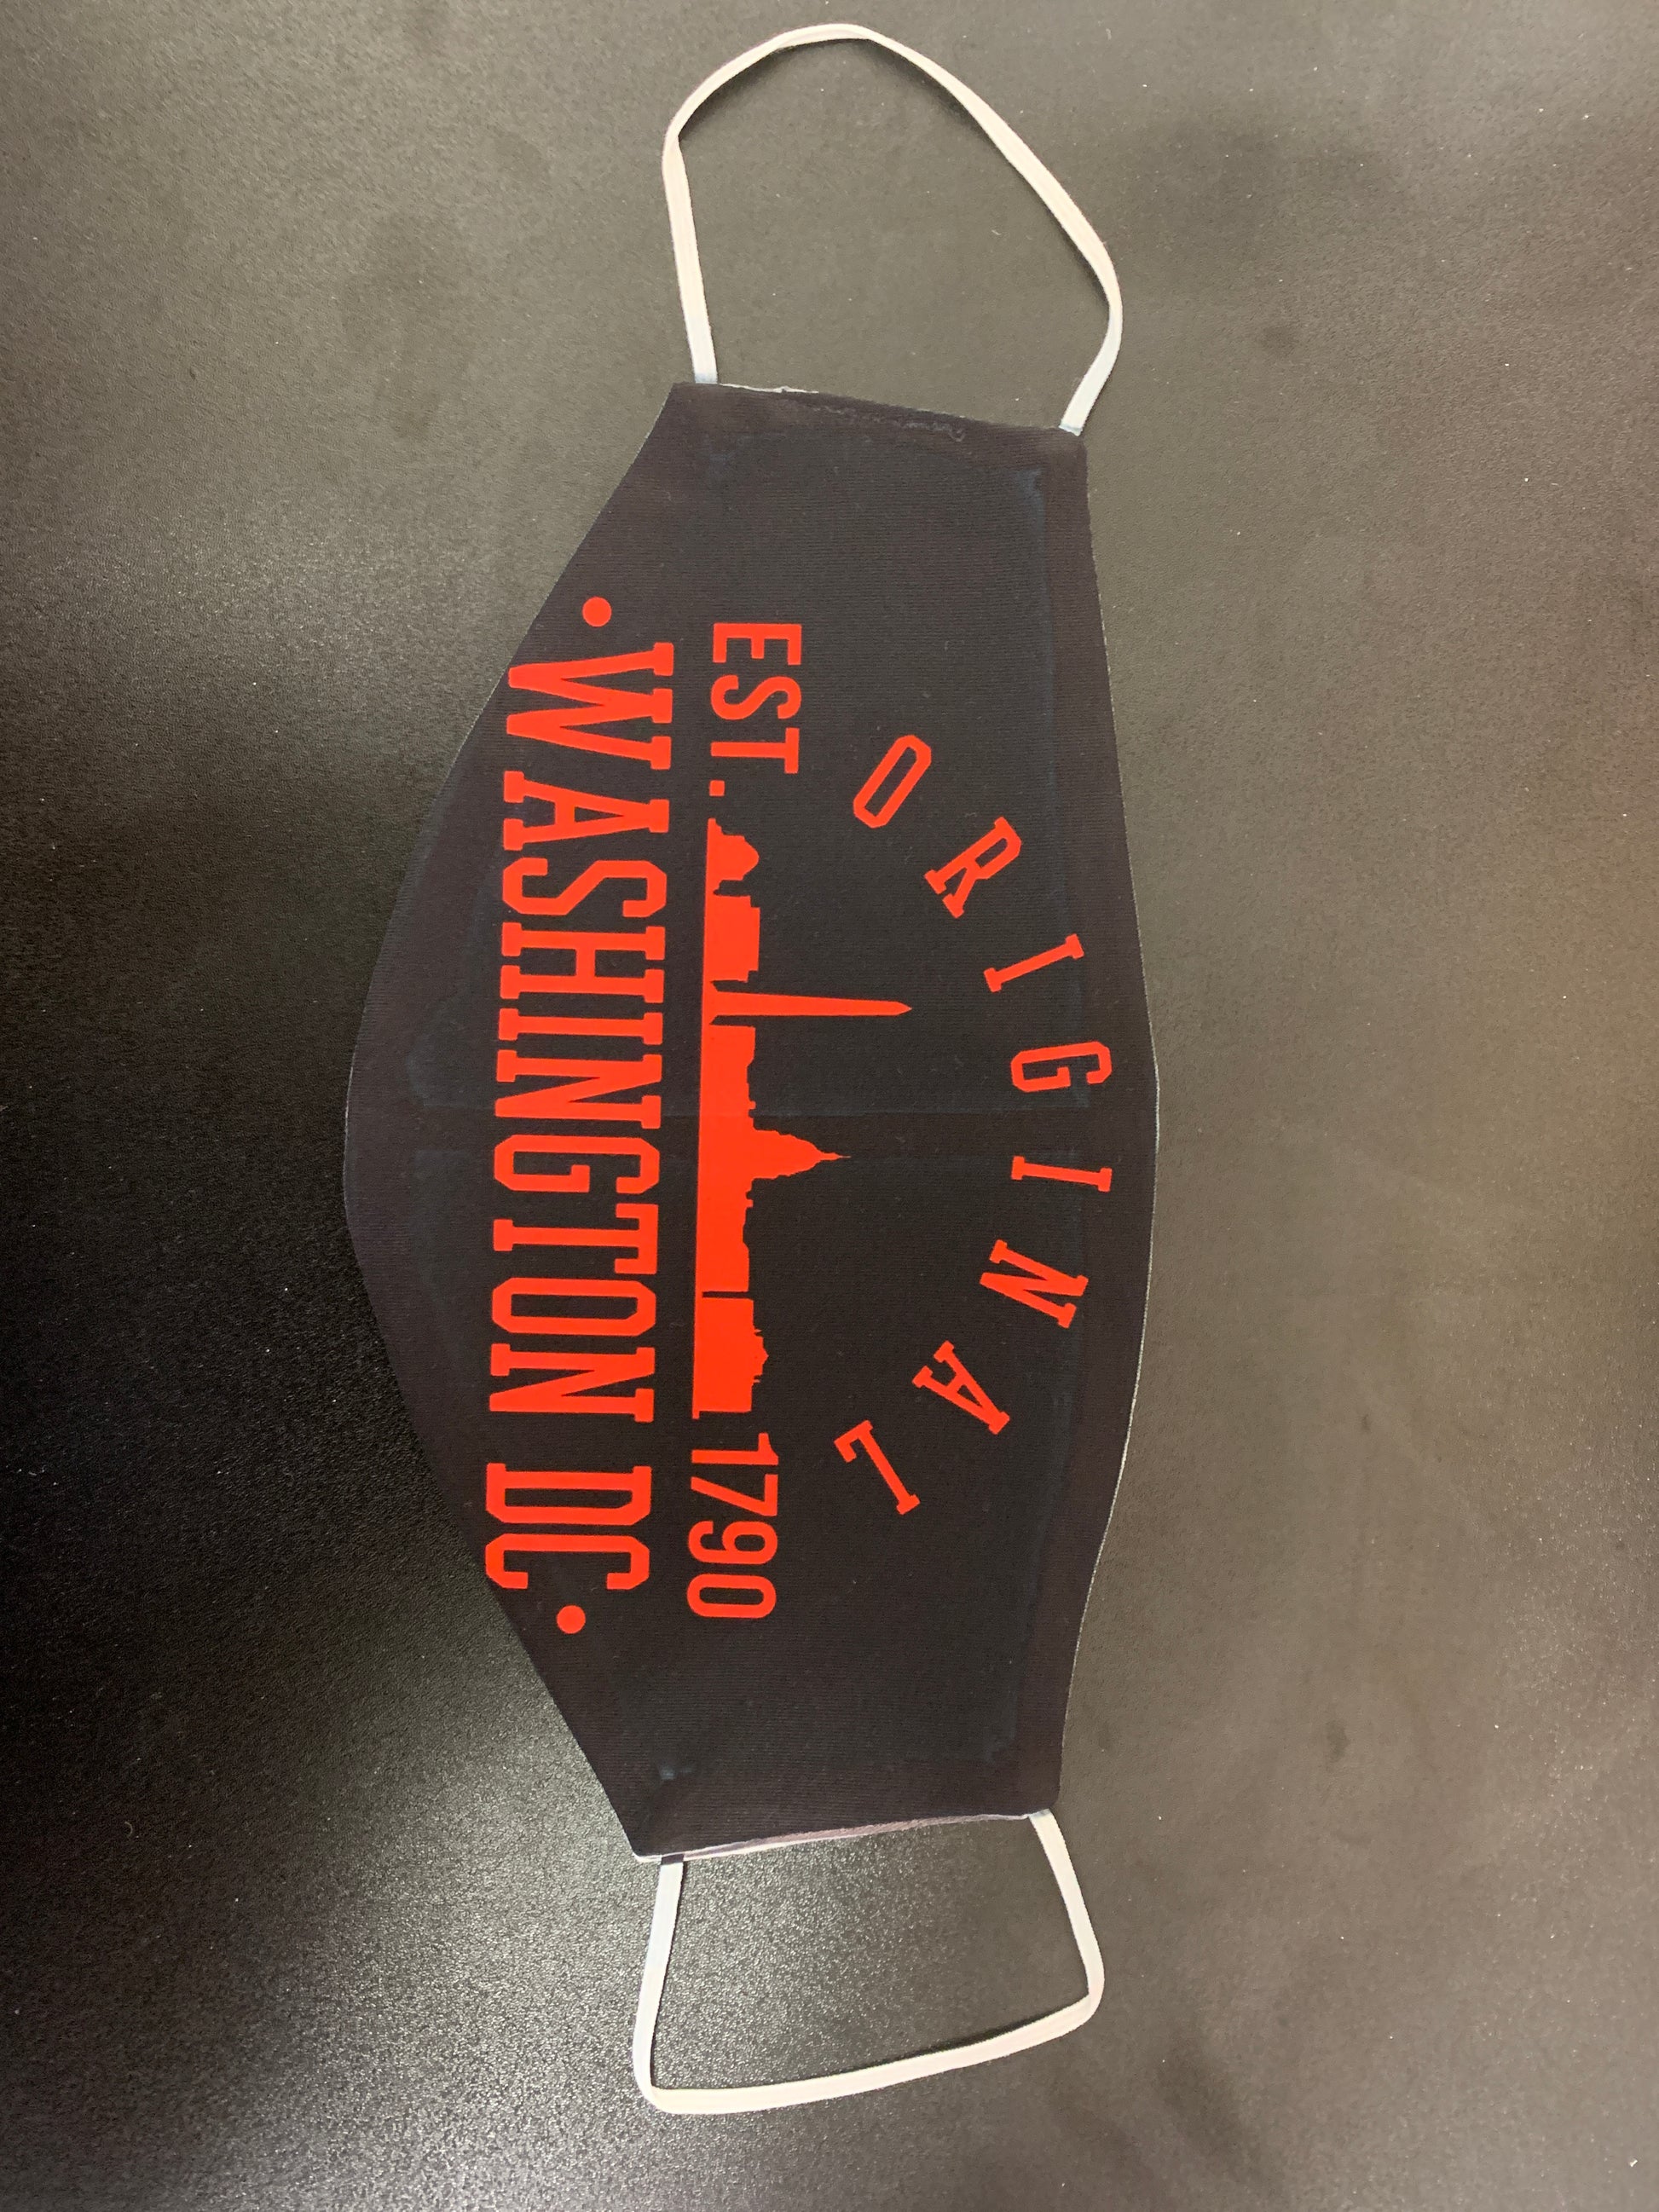 ORIGINAL
EST. 1790
• WASHINGTON DC •